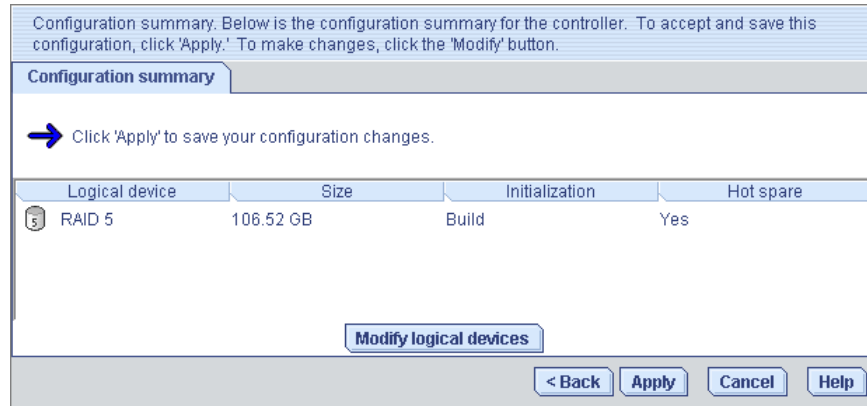 Configuration summary. Below is the configuration summary for the controller. To accept and save this
configuration, click 'Apply.' To make changes, click the 'Modify' button.
Configuration summary
Click 'Apply' to save your configuration changes.
Logical device Size Initialization Hot spare
5 RAID 5 106.52 GB Build Yes
Modify logical devices
< Back Apply Cancel Help